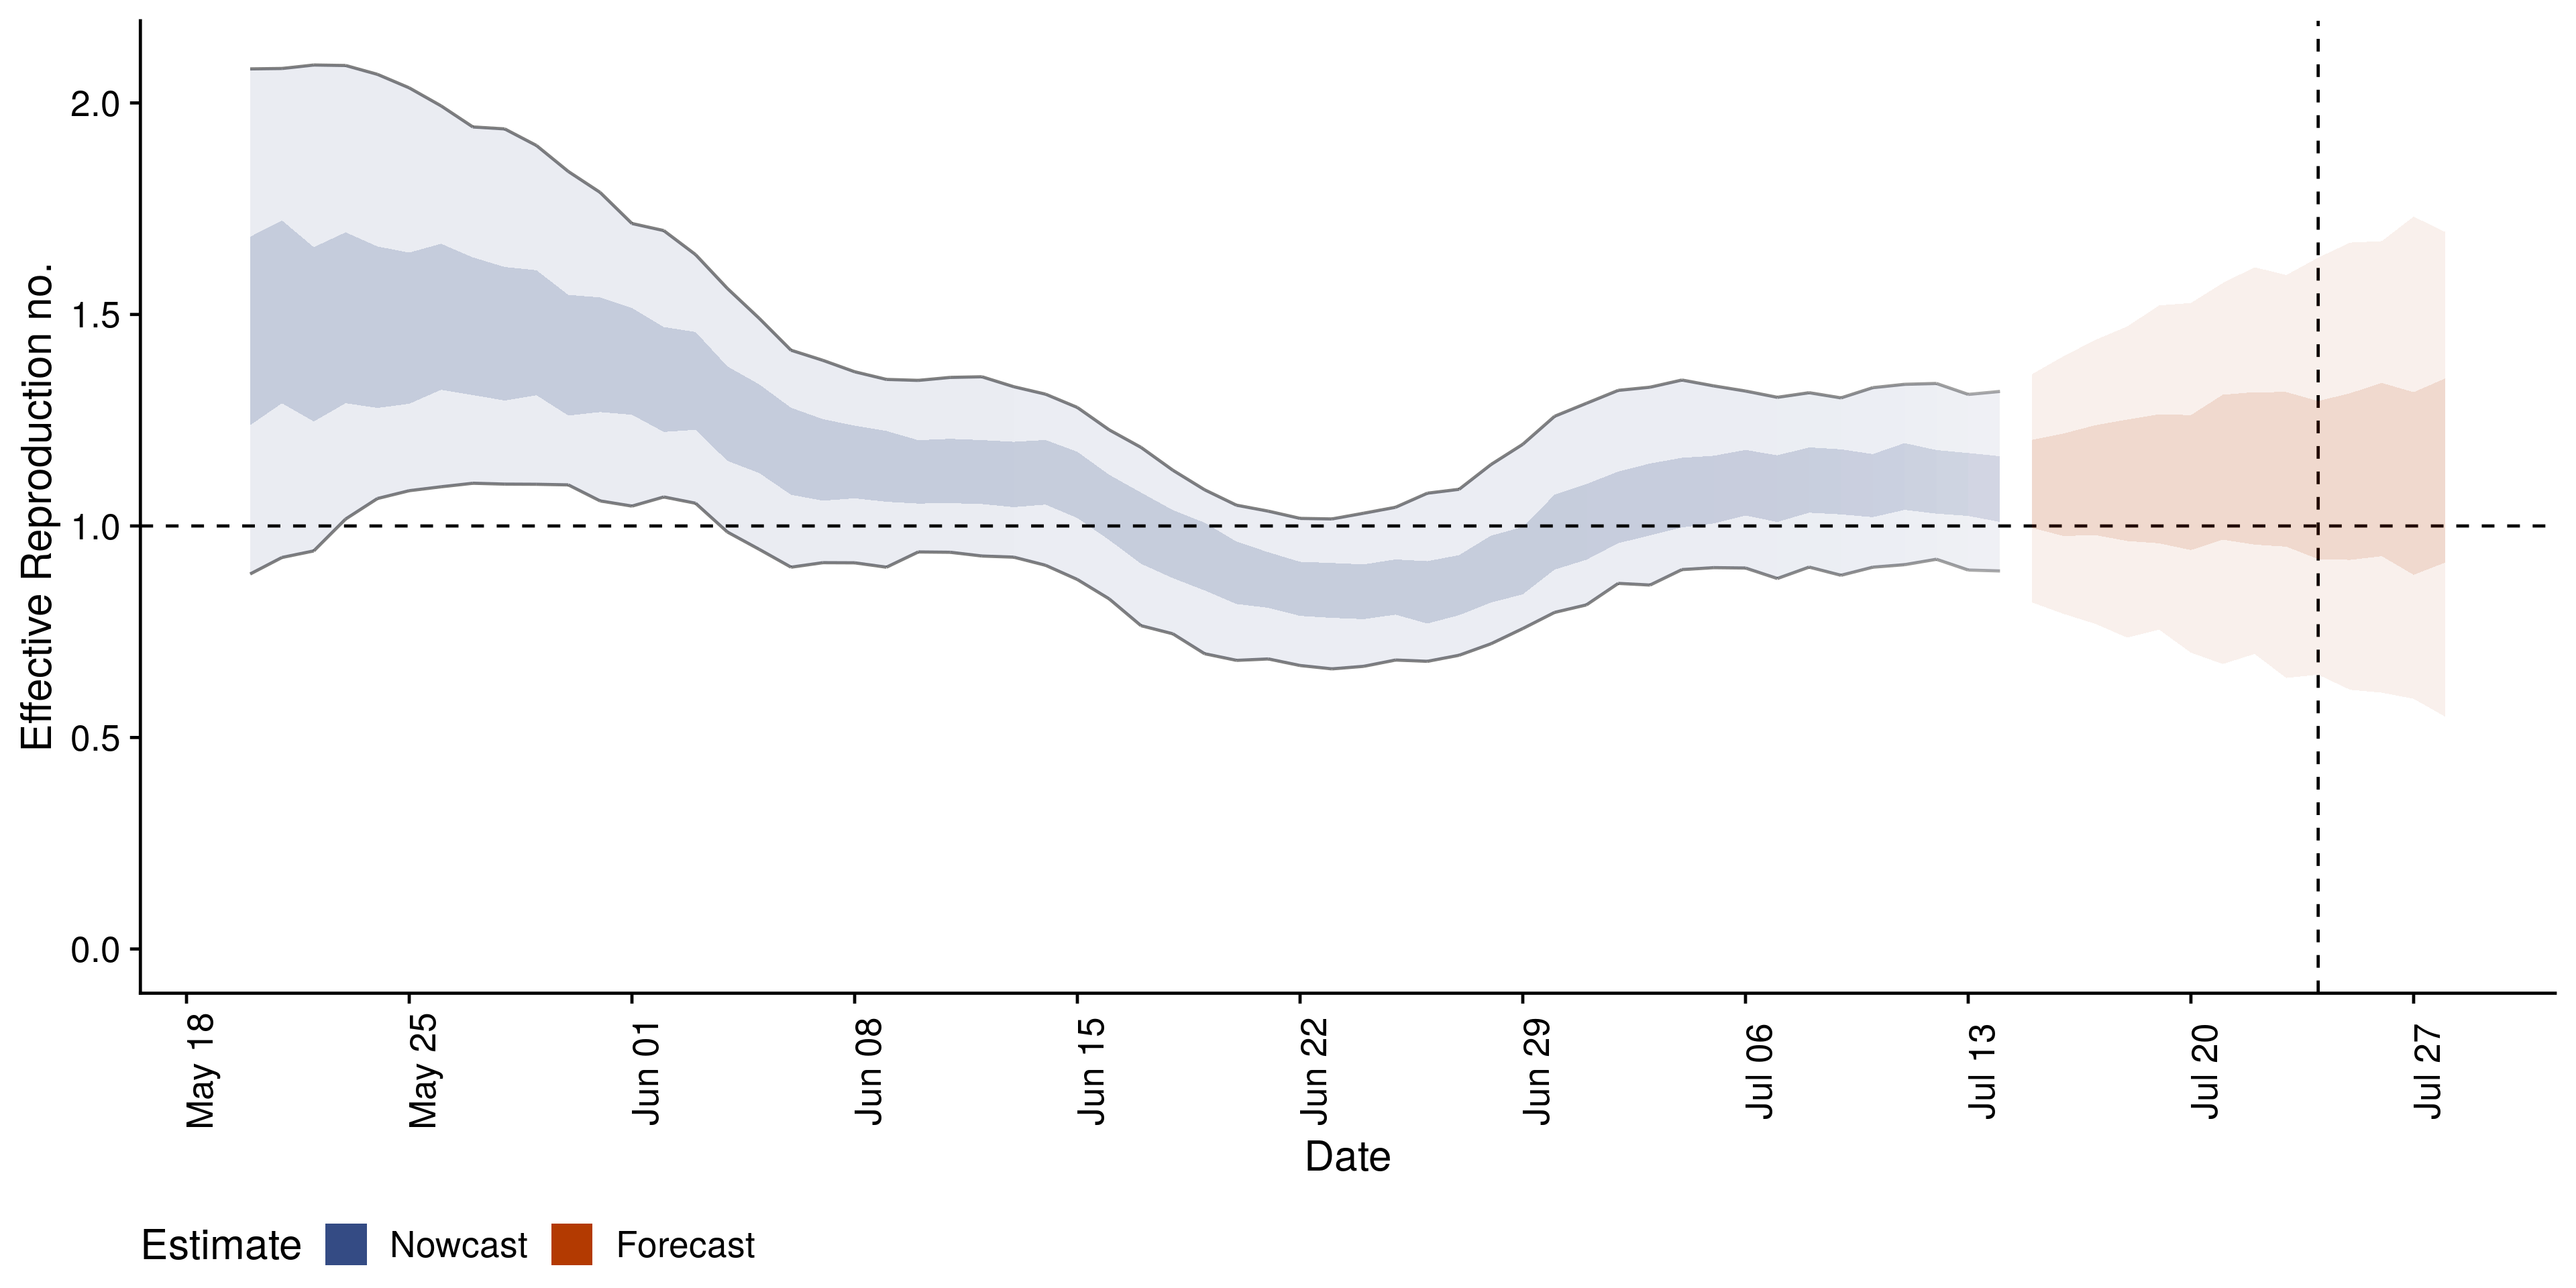 Effective Reproduction no.
2.0
1.5
1.0
0.5
0.0
May 18
May 25
Jun 01
Jun 08
Jun 15
Jun 22
Jun 29
Jul 06
Jul 13
Jul 20
Jul 27
Date
Estimate Nowcast Forecast